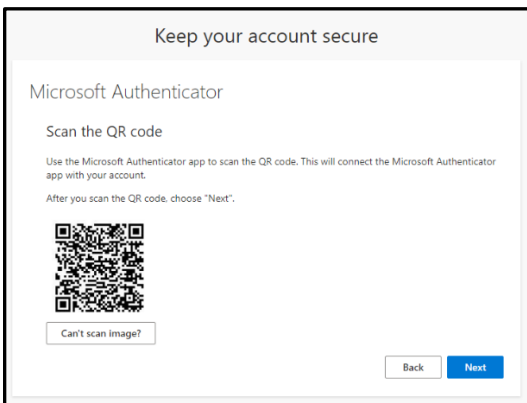 Keep your account secure
Microsoft Authenticator
Scan the QR code
Use the Microsoft Authenticator app to scan the QR code. This will connect the Microsoft Authenticator
app with your account.
After you scan the QR code, choose "Next".
Can't scan image?
Back
Next